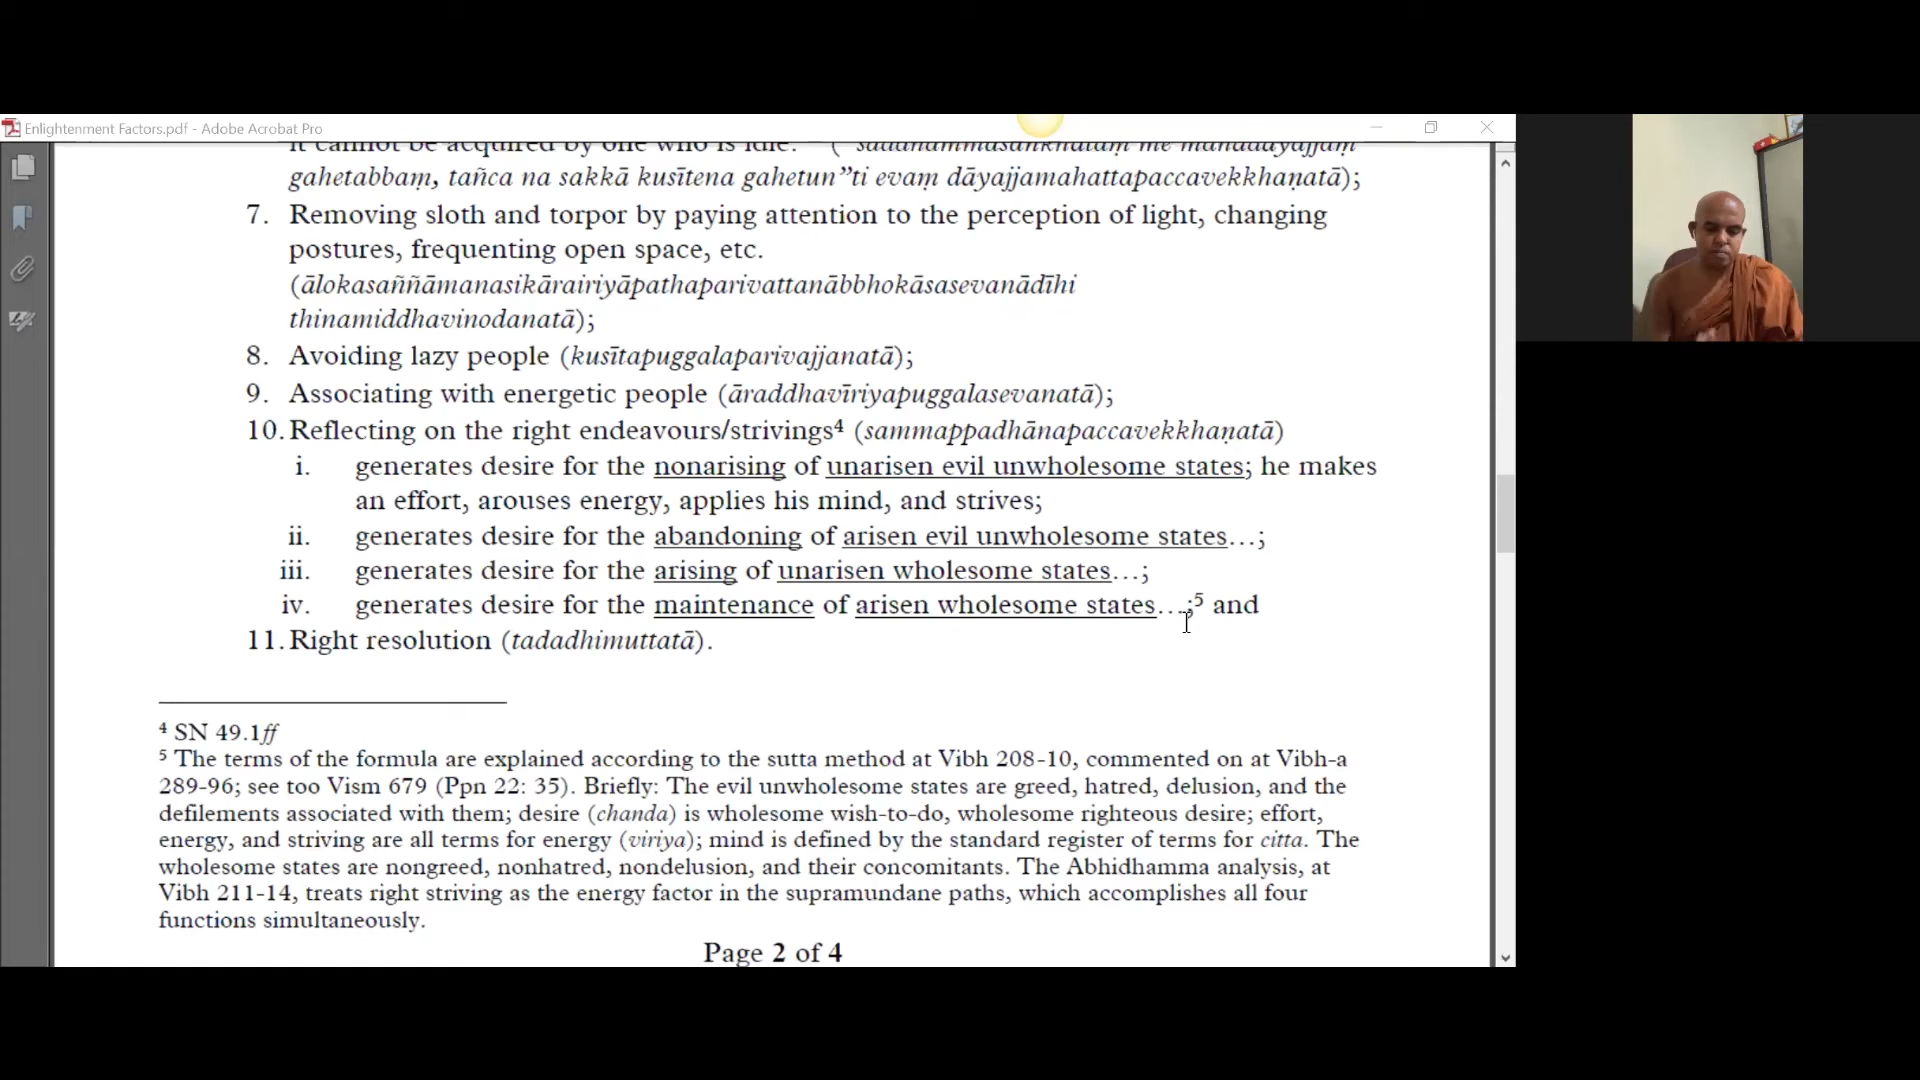 Enlightenment Factors.pdf - Adobe Acrobat Pro
it cannot be acquired by one who is idle:
gahetabbaṃ, tañca na sakkā kusītena gahetun”ti evaṃ dāyajjamahattapaccavekkhaṇatā);
7. Removing sloth and torpor by paying attention to the perception of light, changing
postures, frequenting open space, etc.
(ālokasaññāmanasikārairiyāpathaparivattanābbhokāsasevanādīhi
thinamiddhavinodanatā);
8. Avoiding lazy people (kusītapuggalaparivajjanatā);
9. Associating with energetic people (āraddhavīriyapuggalasevanatā);
10. Reflecting on the right endeavours/strivings⁴ (sammappadhānapaccavekkhaṇatā)
i. generates desire for the nonarising of unarisen evil unwholesome states; he makes
an effort, arouses energy, applies his mind, and strives;
ii. generates desire for the abandoning of arisen evil unwholesome states…;
iii. generates desire for the arising of unarisen wholesome states…;
iv. generates desire for the maintenance of arisen wholesome states…;⁵ and
11. Right resolution (tadadhimuttatā).
⁴ SN 49.1ff
⁵ The terms of the formula are explained according to the sutta method at Vibh 208-10, commented on at Vibh-a
289-96; see too Vism 679 (Ppn 22: 35). Briefly: The evil unwholesome states are greed, hatred, delusion, and the
defilements associated with them; desire (chanda) is wholesome wish-to-do, wholesome righteous desire; effort,
energy, and striving are all terms for energy (viriya); mind is defined by the standard register of terms for citta. The
wholesome states are nongreed, nonhatred, nondelusion, and their concomitants. The Abhidhamma analysis, at
Vibh 211-14, treats right striving as the energy factor in the supramundane paths, which accomplishes all four
functions simultaneously.
Page 2 of 4